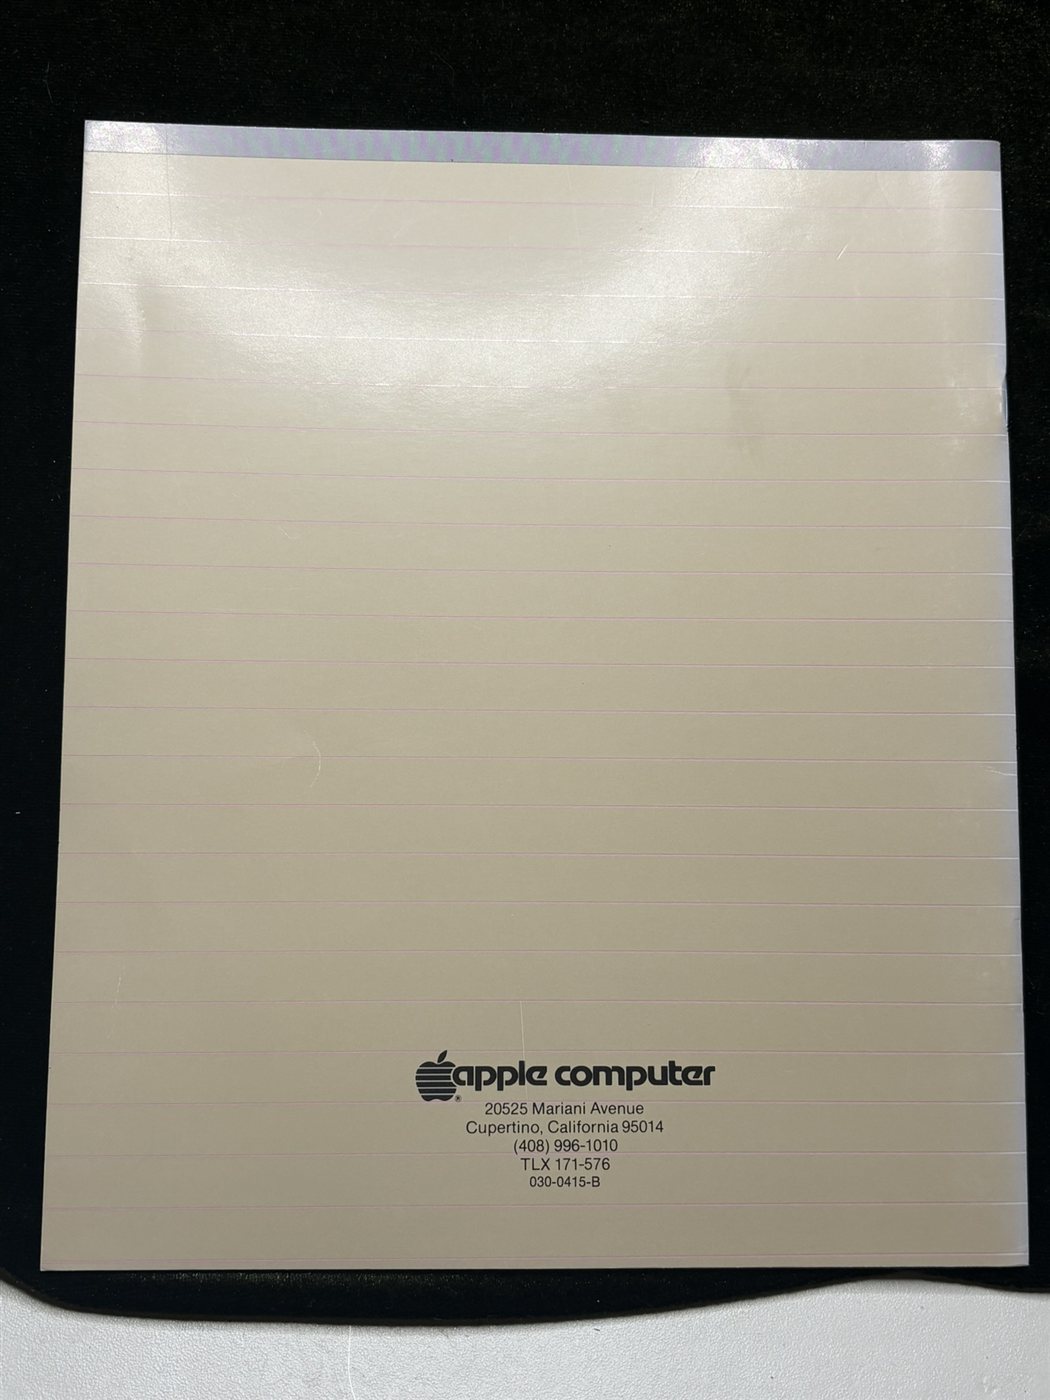 apple computer
®
20525 Mariani Avenue
Cupertino, California 95014
(408) 996-1010
TLX 171-576
030-0415-B